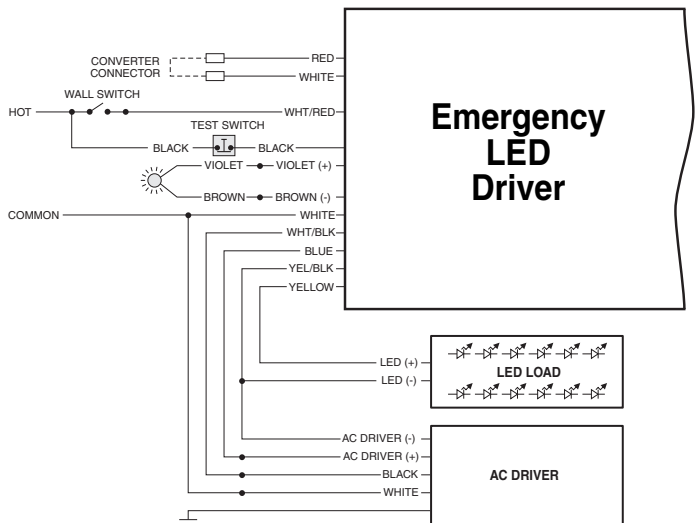 CONVERTER
CONNECTOR
RED
WHITE
WALL SWITCH
HOT
WHT/RED
TEST SWITCH
BLACK
BLACK
VIOLET
VIOLET (+)
BROWN
BROWN (-)
COMMON
WHITE
WHT/BLK
BLUE
YEL/BLK
YELLOW
Emergency
LED
Driver
LED (+)
LED (-)
LED LOAD
AC DRIVER (-)
AC DRIVER (+)
BLACK
WHITE
AC DRIVER